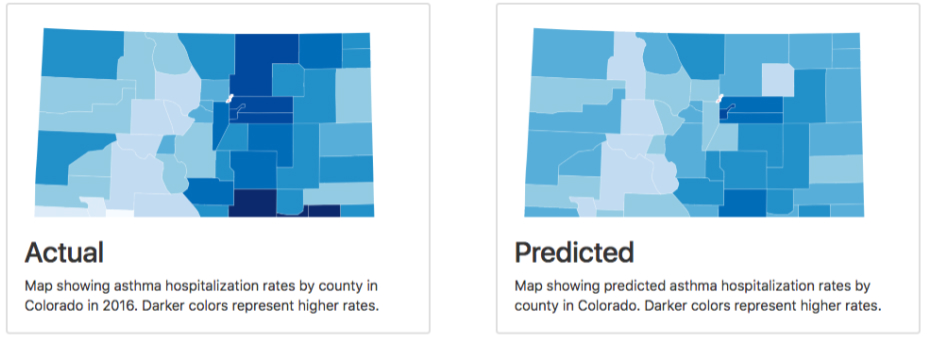 Actual
Map showing asthma hospitalization rates by county in
Colorado in 2016. Darker colors represent higher rates.
Predicted
Map showing predicted asthma hospitalization rates by
county in Colorado. Darker colors represent higher rates.